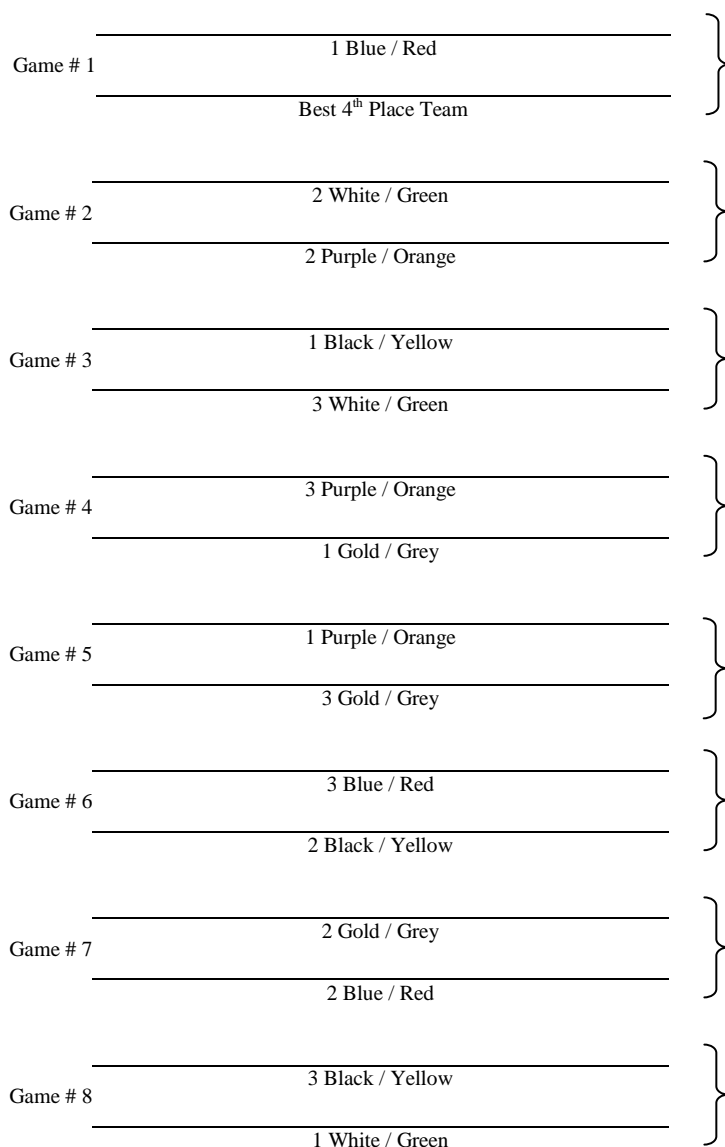 1 Blue / Red
Game # 1
Best 4th Place Team
2 White / Green
Game # 2
2 Purple / Orange
1 Black / Yellow
Game # 3
3 White / Green
3 Purple / Orange
Game # 4
1 Gold / Grey
1 Purple / Orange
Game # 5
3 Gold / Grey
3 Blue / Red
Game # 6
2 Black / Yellow
2 Gold / Grey
Game # 7
2 Blue / Red
3 Black / Yellow
Game # 8
1 White / Green